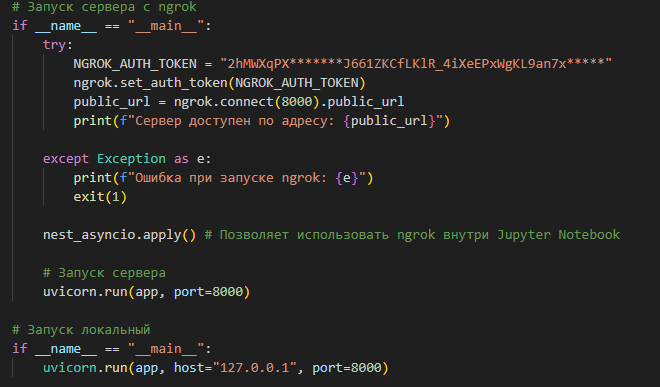 # Запуск сервера с ngrok
if __name__ == "__main__":
    try:
        NGROK_AUTH_TOKEN = "2hMWXqPX*******J661ZKCfLKlR_4iXeEPxWgKL9an7x*****"
        ngrok.set_auth_token(NGROK_AUTH_TOKEN)
        public_url = ngrok.connect(8000).public_url
        print(f"Сервер доступен по адресу: {public_url}")
    except Exception as e:
        print(f"Ошибка при запуске ngrok: {e}")
        exit(1)
    nest_asyncio.apply() # Позволяет использовать ngrok внутри Jupyter Notebook
    # Запуск сервера
    uvicorn.run(app, port=8000)
# Запуск локальный
if __name__ == "__main__":
    uvicorn.run(app, host="127.0.0.1", port=8000)